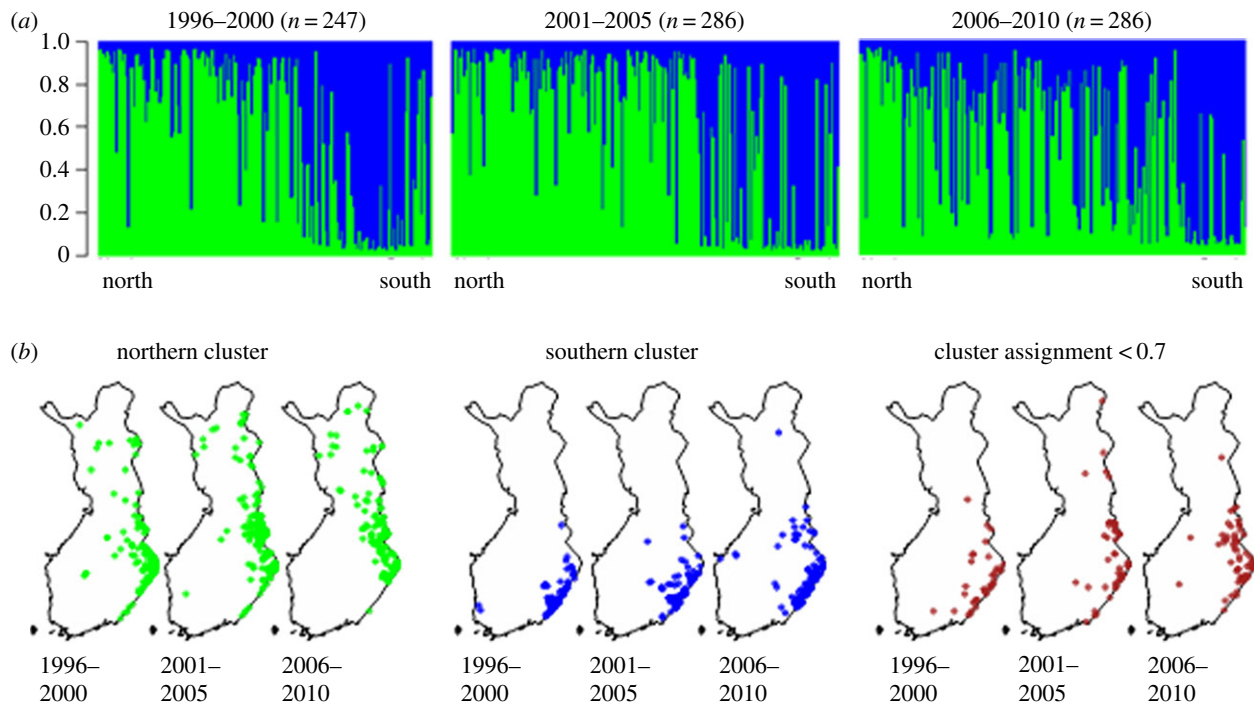 (a)
1996–2000 (n = 247)
2001–2005 (n = 286)
2006–2010 (n = 286)
1.0
0.8
0.6
0.4
0.2
0
north
south
north
south
north
south
(b)
northern cluster
southern cluster
cluster assignment < 0.7
1996–
2000
2001–
2005
2006–
2010
1996–
2000
2001–
2005
2006–
2010
1996–
2000
2001–
2005
2006–
2010